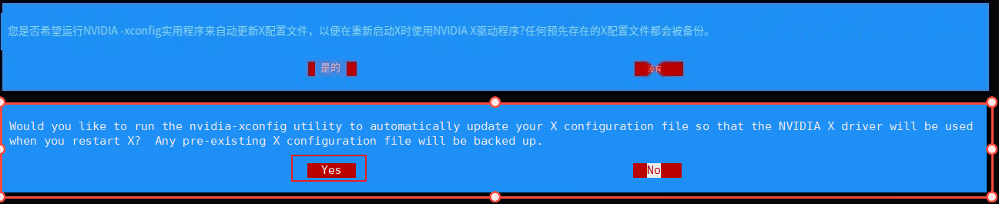 您是否希望运行NVIDIA -xconfig实用程序来自动更新X配置文件，以便在重新启动X时使用NVIDIA X驱动程序?任何预先存在的X配置文件都会被备份。
是的 没有
Would you like to run the nvidia-xconfig utility to automatically update your X configuration file so that the NVIDIA X driver will be used
when you restart X?  Any pre-existing X configuration file will be backed up.
Yes No